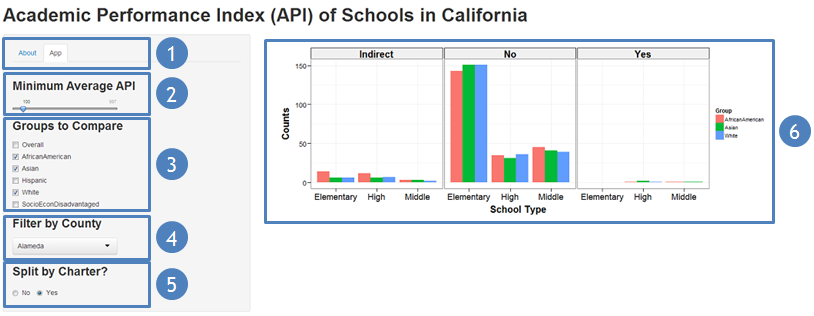 Academic Performance Index (API) of Schools in California
About App
1
Minimum Average API
100
2
Groups to Compare
Overall
AfricanAmerican
Asian
Hispanic
White
SocioEconDisadvantaged
3
Filter by County
Alameda
4
Split by Charter?
No Yes
5
Indirect No Yes
150
100
50
0
Counts
Elementary High Middle Elementary High Middle Elementary High Middle
School Type
Group
AfricanAmerican
Asian
White
6